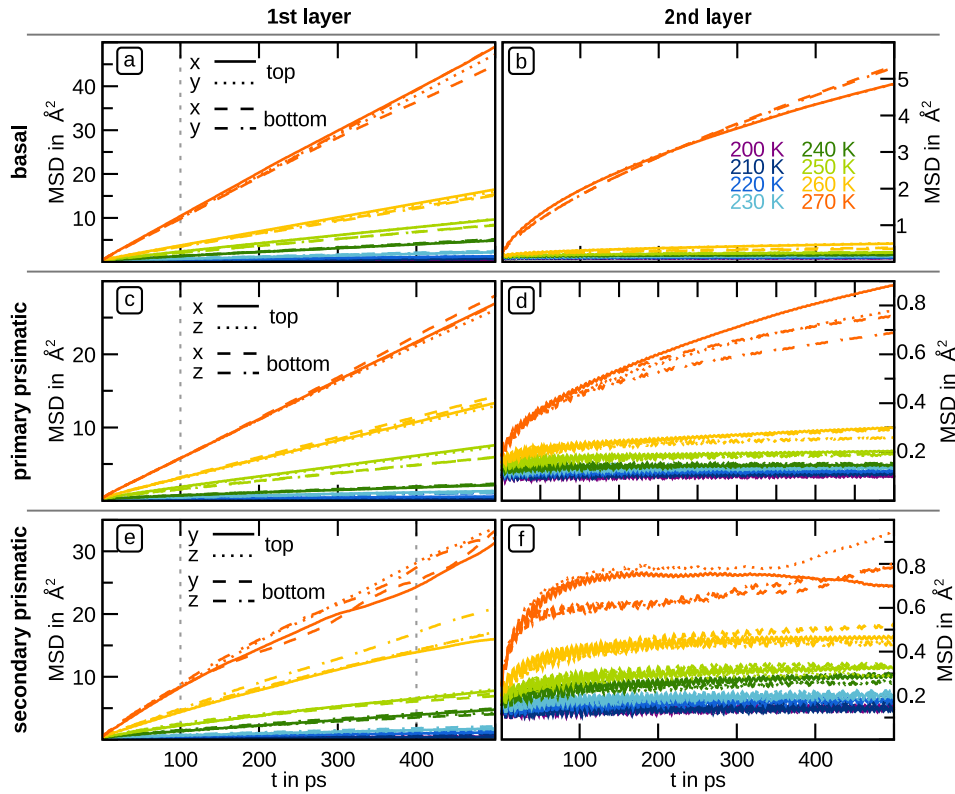 1st layer 2nd layer
basal
MSD in Å²
40
30
20
10
a
x
y
top
x
y
bottom
b
200 K 240 K
210 K 250 K
220 K 260 K
230 K 270 K
5
4
3
2
1
MSD in Å²
primary prismatic
MSD in Å²
20
10
c
x
z
top
x
z
bottom
d
0.8
0.6
0.4
0.2
MSD in Å²
secondary prismatic
MSD in Å²
30
20
10
e
y
z
top
y
z
bottom
f
0.8
0.6
0.4
0.2
MSD in Å²
100 200 300 400 100 200 300 400
t in ps t in ps